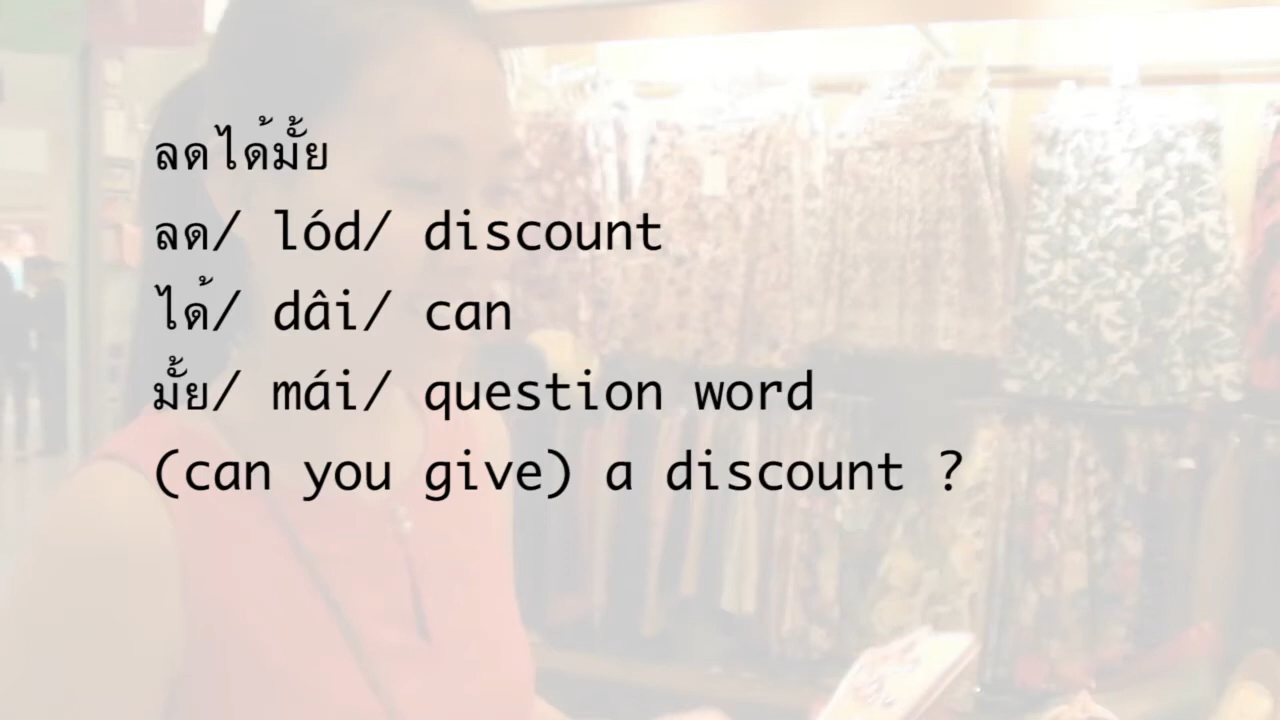 ลดได้มั้ย
ลด/ lód/ discount
ได้/ dâi/ can
มั้ย/ mái/ question word
(can you give) a discount ?